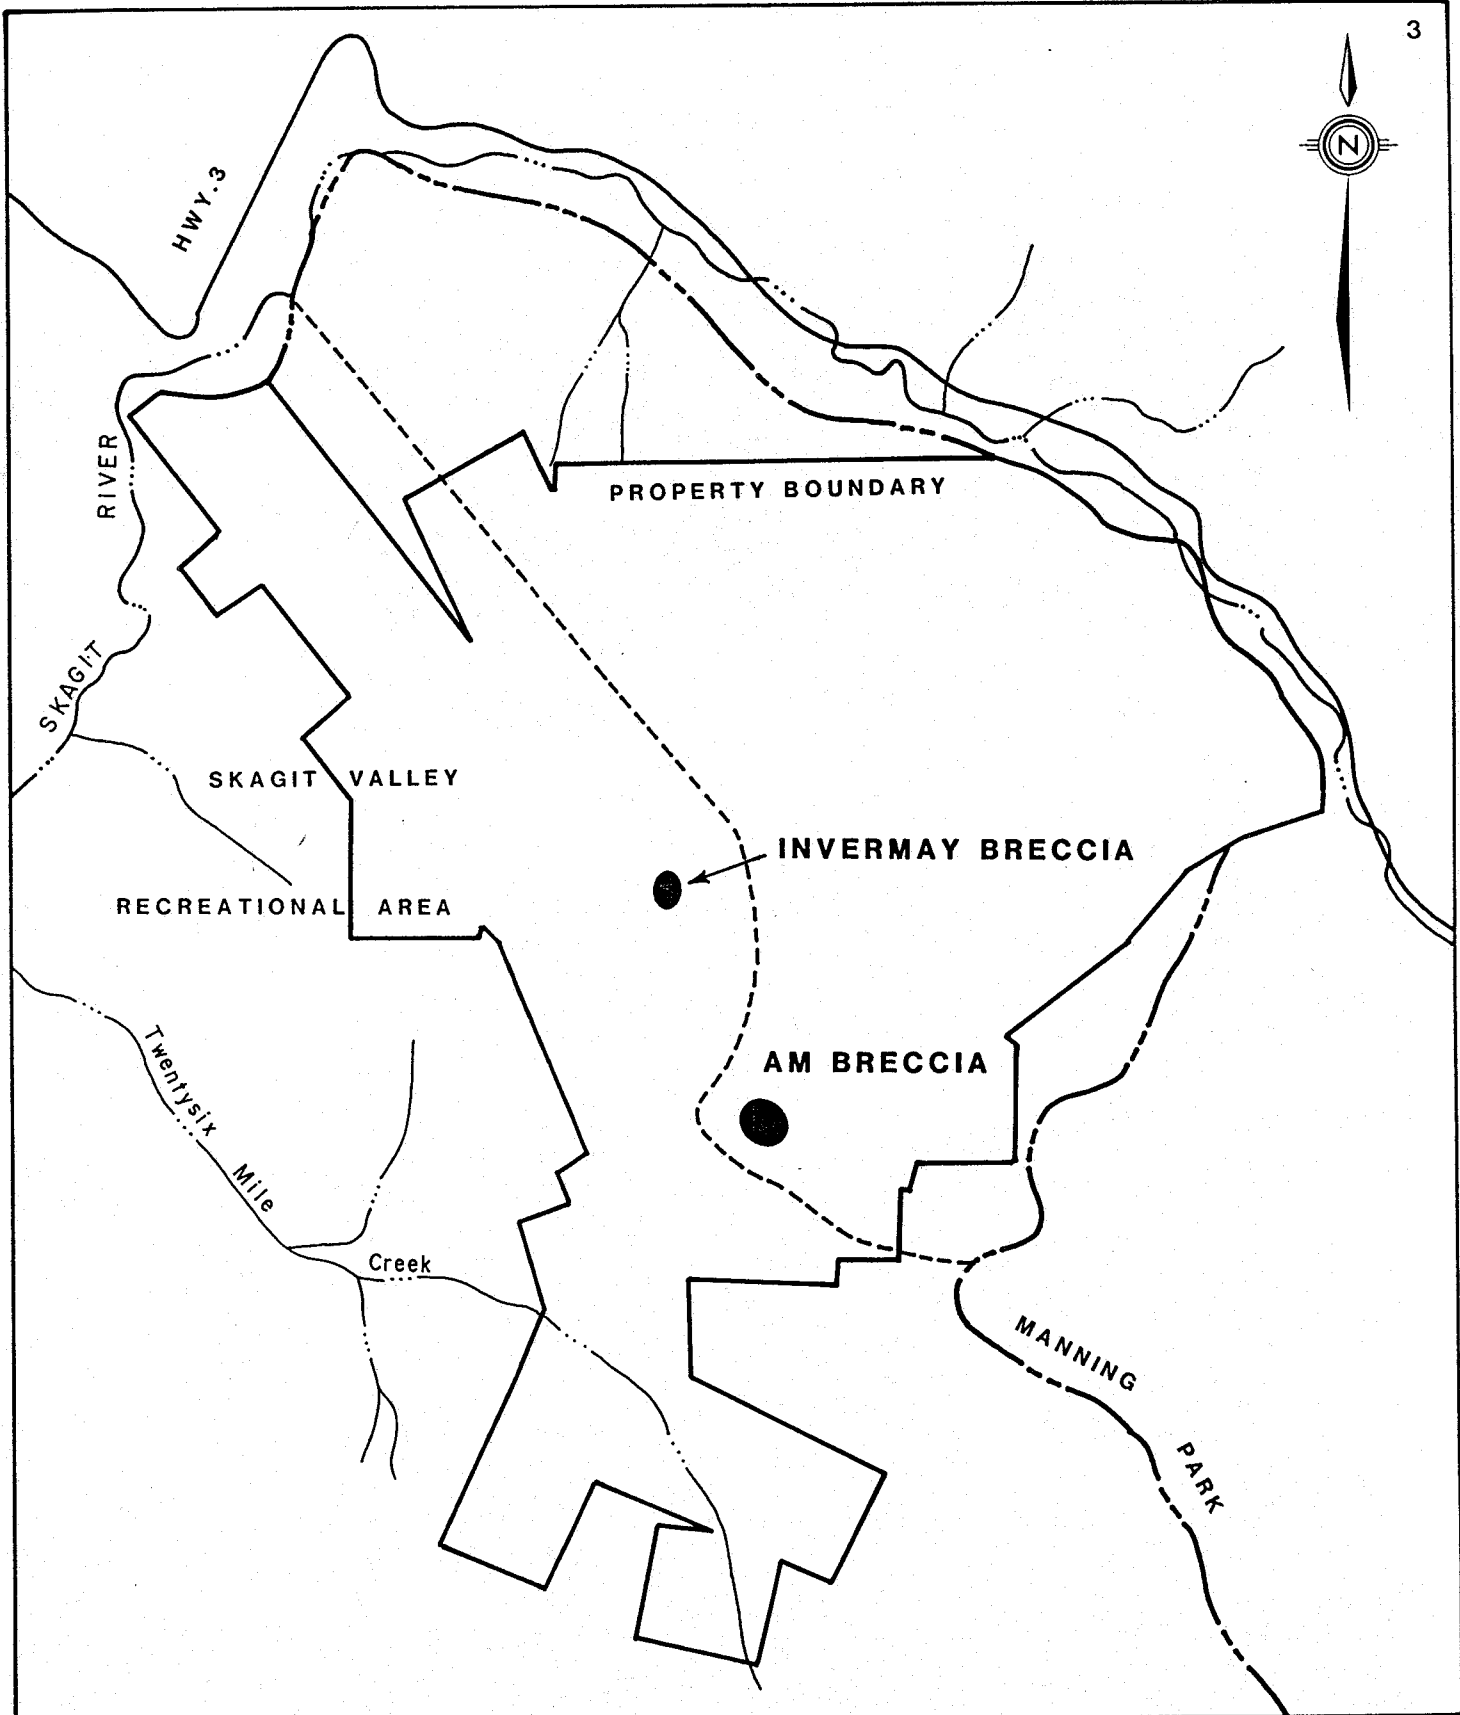 3
N
HWY. 3
RIVER
PROPERTY BOUNDARY
SKAGIT
SKAGIT VALLEY
INVERMAY BRECCIA
RECREATIONAL AREA
Twentysix
AM BRECCIA
Mile
Creek
MANNING
PARK